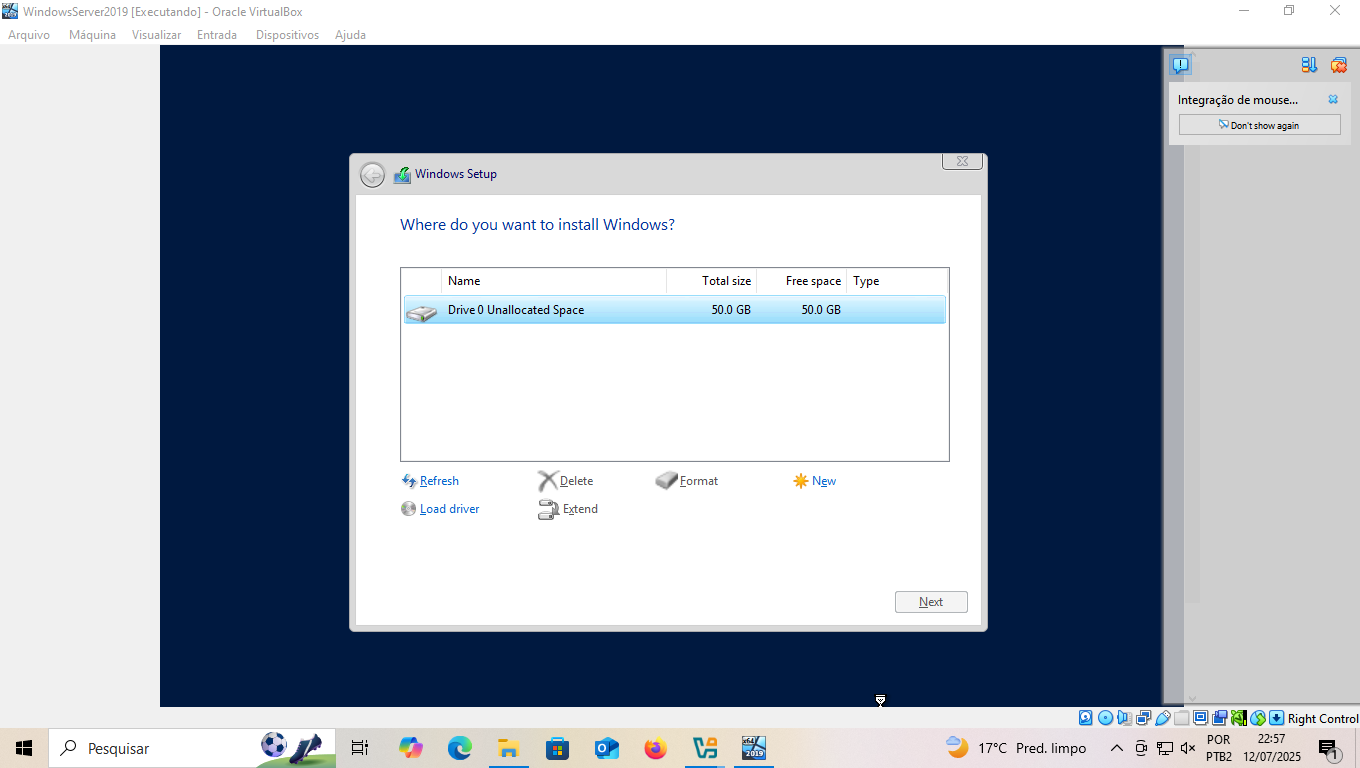 WindowsServer2019 [Executando] - Oracle VirtualBox
Arquivo Máquina Visualizar Entrada Dispositivos Ajuda
Integração de mouse...
Don't show again
Windows Setup
Where do you want to install Windows?
Name Total size Free space Type
Drive 0 Unallocated Space 50.0 GB 50.0 GB
Refresh Delete Format New
Load driver Extend
Next
Right Control
Pesquisar
x64 2019
17°C Pred. limpo
POR
PTB2
22:57
12/07/2025
1